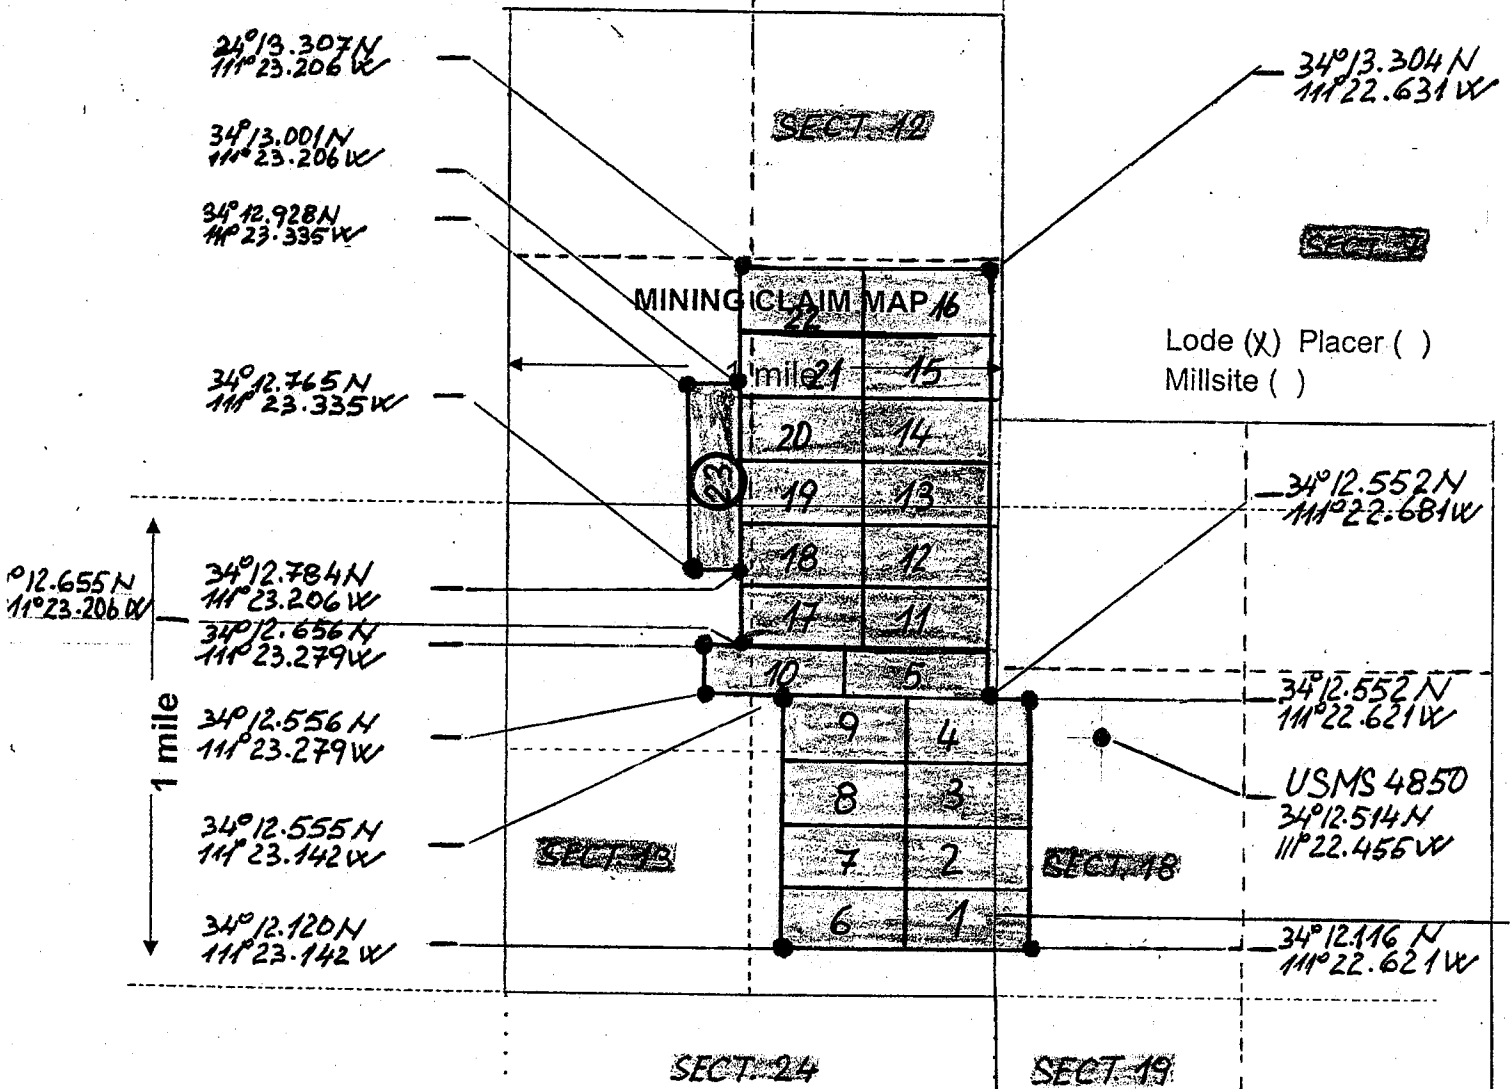 24°13.307N
111°23.206W
34°13.304N
111°22.631W
SECT. 12
34°13.001N
111°23.206W
34°12.928N
111°23.335W
MINING CLAIM MAP
22
16
Lode (X) Placer ( )
Millsite ( )
1 mile
21
15
34°12.765N
111°23.335W
20
14
23
19
13
34°12.552N
111°22.681W
18
12
°12.655N
11°23.206W
34°12.784N
111°23.206W
17
11
34°12.656N
111°23.279W
10
5
34°12.552N
111°22.621W
1 mile
34°12.556N
111°23.279W
9
4
8
3
USMS 4850
34°12.514N
111°22.456W
34°12.555N
111°23.142W
SECT. 13
7
2
SECT. 18
34°12.120N
111°23.142W
6
1
34°12.116N
111°22.621W
SECT. 24
SECT. 19